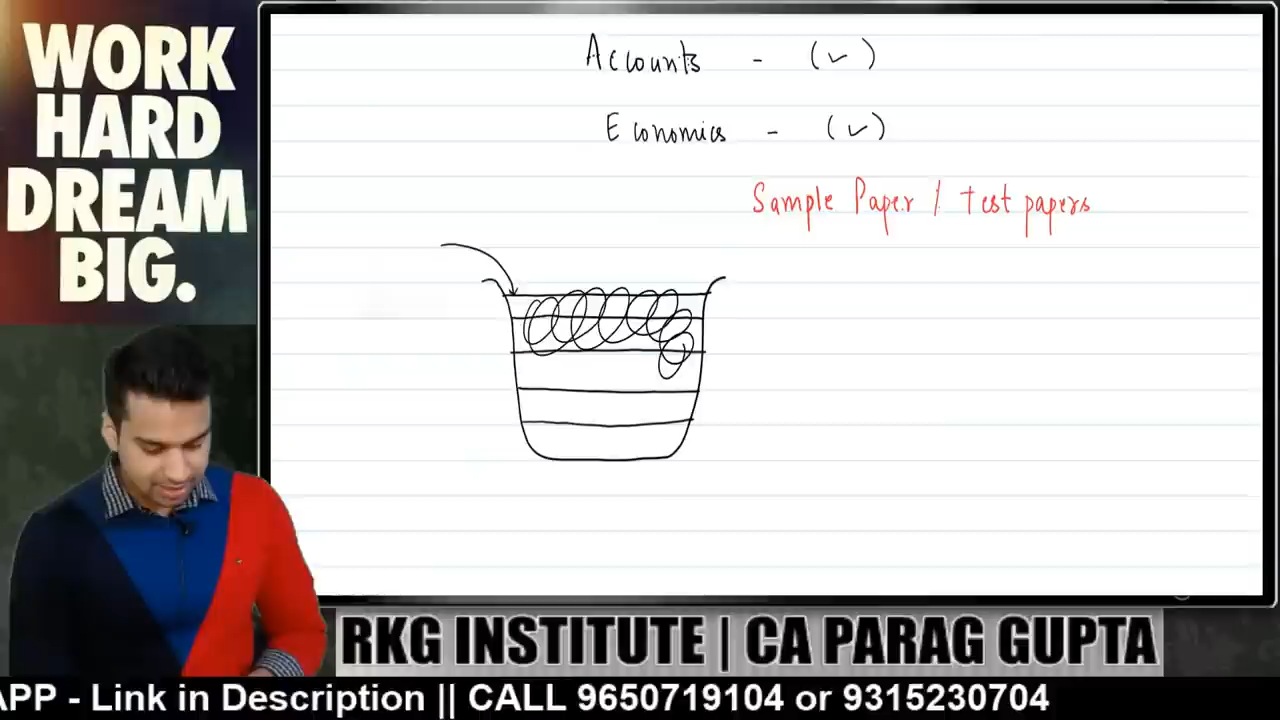 WORK
HARD
DREAM
BIG.
Accounts - (✓)
Economics - (✓)
Sample Paper / Test papers
RKG INSTITUTE | CA PARAG GUPTA
APP - Link in Description || CALL 9650719104 or 9315230704